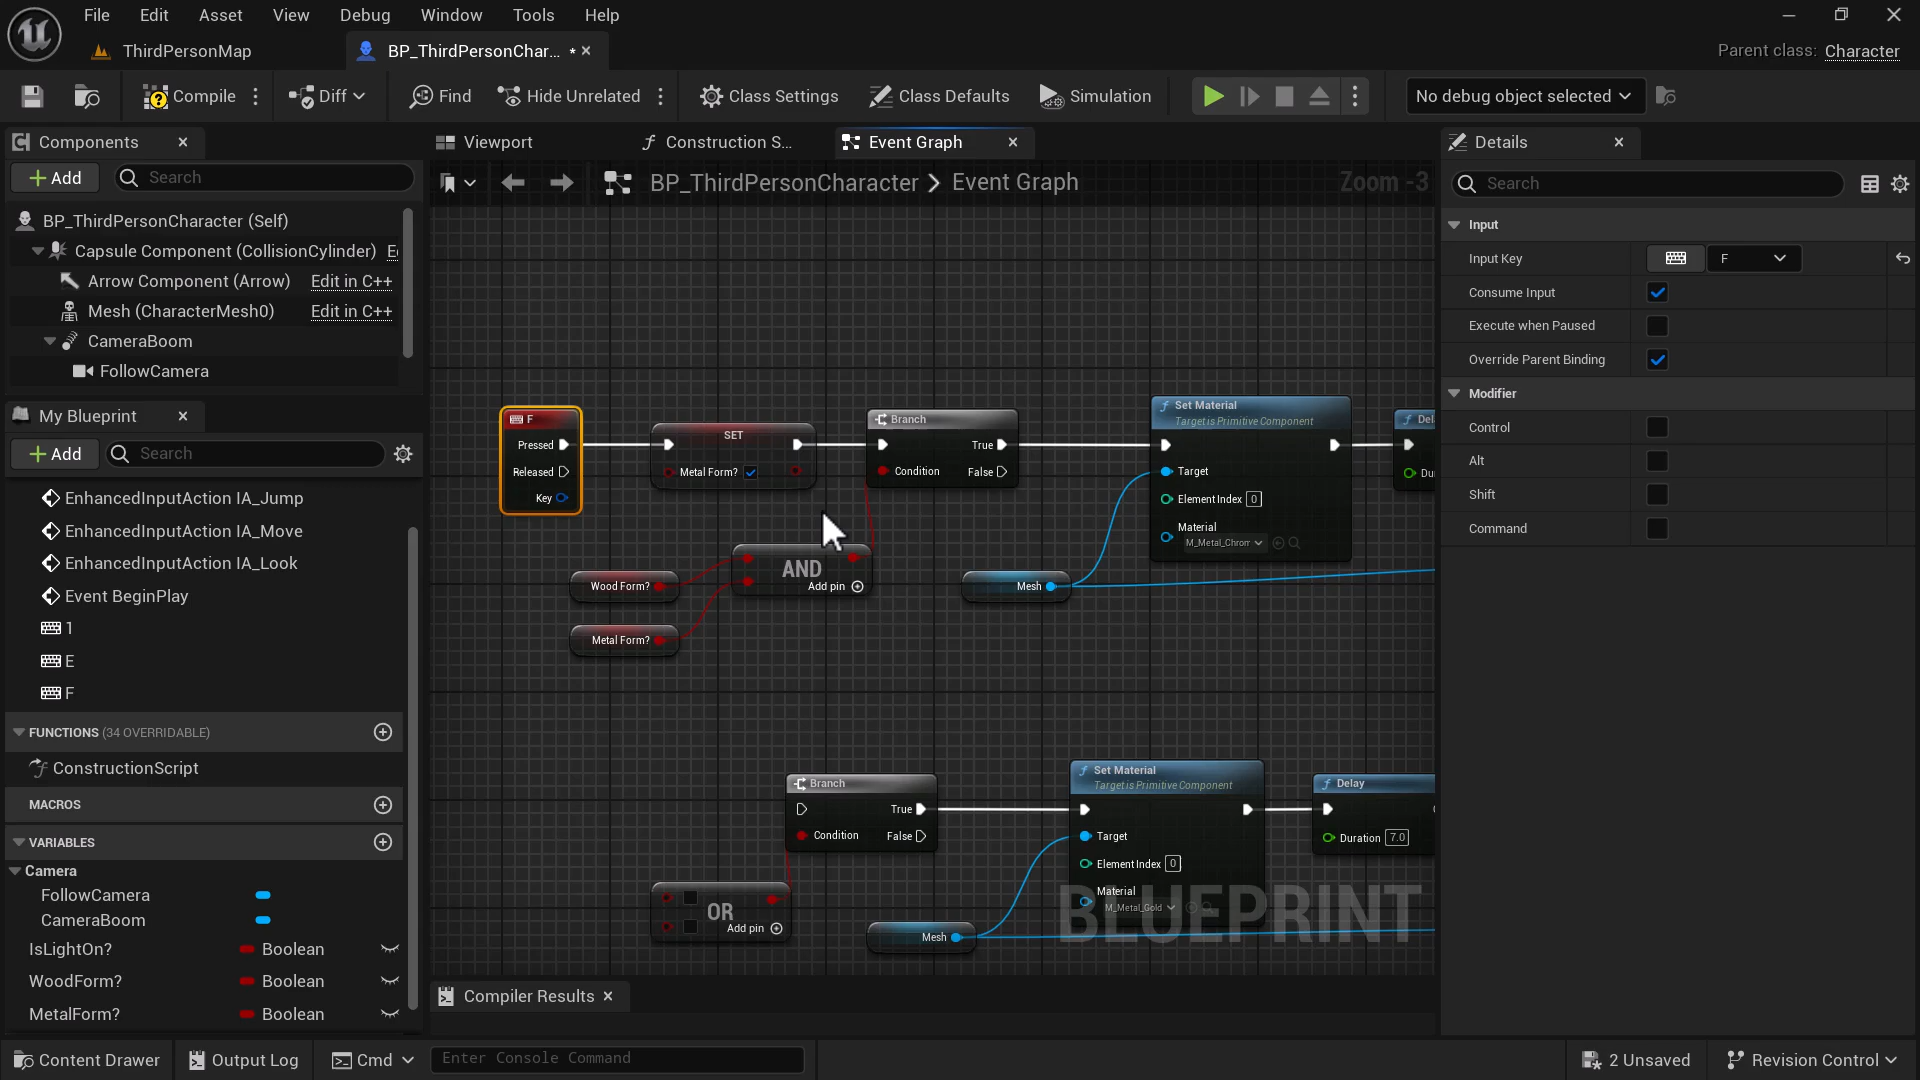 File Edit Asset View Debug Window Tools Help
ThirdPersonMap
BP_ThirdPersonChar... *
Parent class: Character
Compile
Diff
Find
Hide Unrelated
Class Settings
Class Defaults
Simulation
No debug object selected
Components
Add
Search
BP_ThirdPersonCharacter (Self)
Capsule Component (CollisionCylinder)
Arrow Component (Arrow) Edit in C++
Mesh (CharacterMesh0) Edit in C++
CameraBoom
FollowCamera
My Blueprint
Add
Search
EnhancedInputAction IA_Jump
EnhancedInputAction IA_Move
EnhancedInputAction IA_Look
Event BeginPlay
1
E
F
FUNCTIONS (34 OVERRIDABLE)
ConstructionScript
MACROS
VARIABLES
Camera
FollowCamera
CameraBoom
IsLightOn? Boolean
WoodForm? Boolean
MetalForm? Boolean
Viewport
Construction S...
Event Graph
BP_ThirdPersonCharacter > Event Graph
Zoom -3
F
Pressed
Released
Key
SET
Metal Form?
Branch
True
Condition False
Set Material
Target is Primitive Component
Target
Element Index 0
Material
M_Metal_Chrom
Del
Du
Wood Form?
Metal Form?
AND
Add pin
Mesh
Branch
True
Condition False
OR
Add pin
Set Material
Target is Primitive Component
Target
Element Index 0
Material
M_Metal_Gold
Mesh
Delay
Duration 7.0
BLUEPRINT
Compiler Results
Details
Search
Input
Input Key F
Consume Input
Execute when Paused
Override Parent Binding
Modifier
Control
Alt
Shift
Command
Content Drawer
Output Log
Cmd
Enter Console Command
2 Unsaved
Revision Control